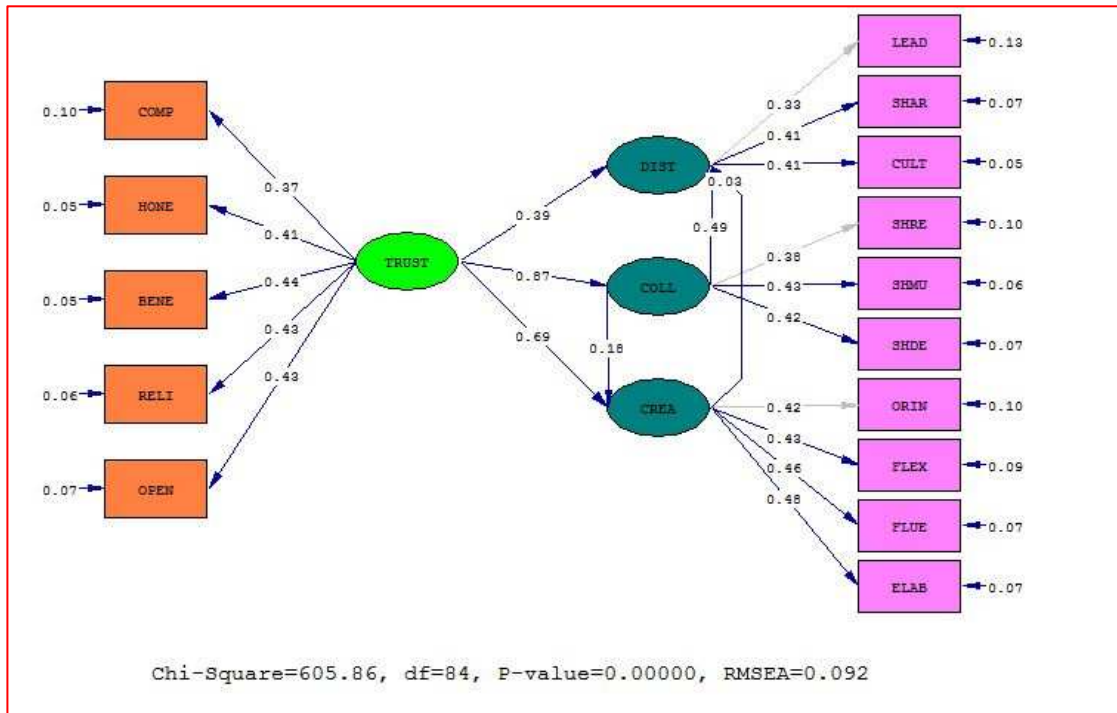 0.10 COMP
0.05 HONE
0.05 BENE
0.06 RELI
0.07 OPEN
0.37
0.41
0.44
0.43
0.43
TRUST
0.39
0.87
0.69
DIST
COLL
CREA
0.03
0.49
0.18
0.33
0.41
0.41
0.38
0.43
0.42
0.42
0.43
0.46
0.48
LEAD 0.13
SHAR 0.07
CULT 0.05
SHRE 0.10
SHMU 0.06
SHDE 0.07
ORIN 0.10
FLEX 0.09
FLUE 0.07
ELAB 0.07
Chi-Square=605.86, df=84, P-value=0.00000, RMSEA=0.092